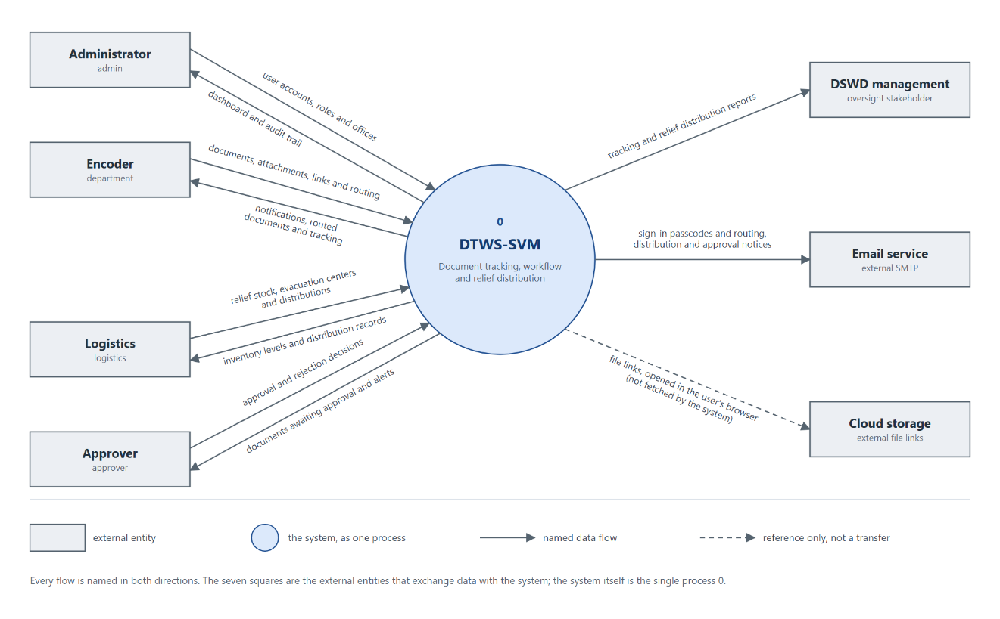 Administrator
admin
user accounts, roles and offices
dashboard and audit trail
Encoder
department
documents, attachments, links and routing
notifications, routed
documents and tracking
Logistics
logistics
relief stock, evacuation centers
and distributions
inventory levels and distribution records
Approver
approver
approval and rejection decisions
documents awaiting approval and alerts
0
DTWS-SVM
Document tracking, workflow
and relief distribution
tracking and relief distribution reports
DSWD management
oversight stakeholder
sign-in passcodes and routing,
distribution and approval notices
Email service
external SMTP
file links, opened in the user's browser
(not fetched by the system)
Cloud storage
external file links
external entity
the system, as one process
named data flow
reference only, not a transfer
Every flow is named in both directions. The seven squares are the external entities that exchange data with the system; the system itself is the single process 0.